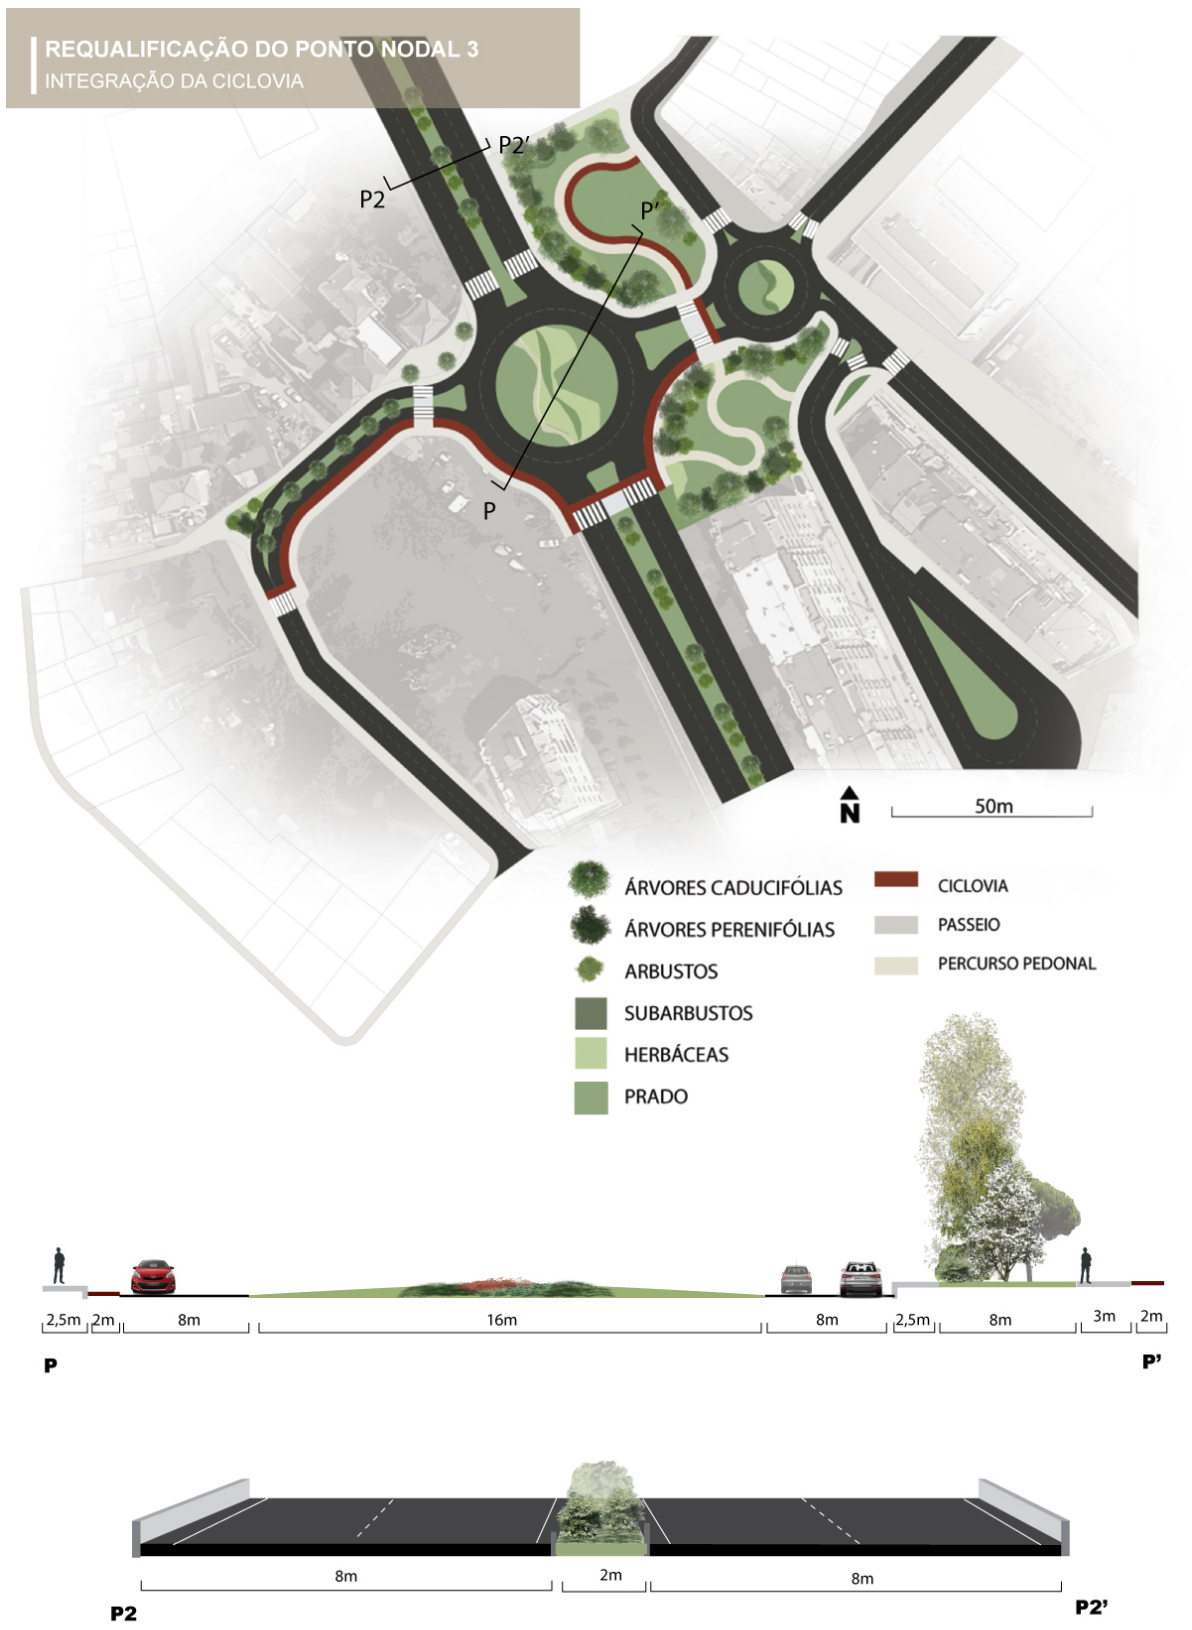 REQUALIFICAÇÃO DO PONTO NODAL 3
INTEGRAÇÃO DA CICLOVIA
P2'
P2
P'
P
N
50m
ÁRVORES CADUCIFÓLIAS
ÁRVORES PERENIFÓLIAS
ARBUSTOS
SUBARBUSTOS
HERBÁCEAS
PRADO
CICLOVIA
PASSEIO
PERCURSO PEDONAL
2,5m 2m 8m 16m 8m 2,5m 8m 3m 2m
P P'
8m 2m 8m
P2 P2'